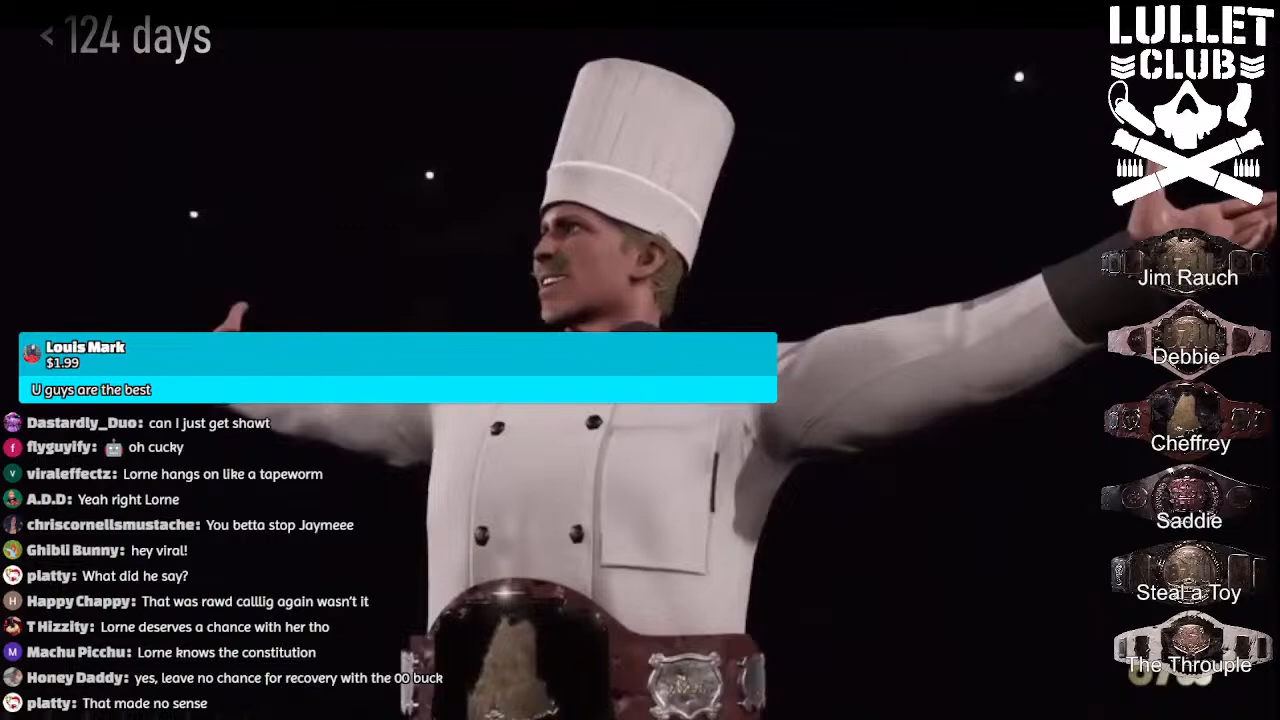 < 124 days
LULLET
CLUB
Jim Rauch
Debbie
Cheffrey
Saddie
Steal a Toy
The Throuple
Louis Mark
$1.99
U guys are the best
Dastardly_Duo: can I just get shawt
flyguyify: 🤖 oh cucky
viraleffectz: Lorne hangs on like a tapeworm
A.D.D: Yeah right Lorne
chriscornellsmustache: You betta stop Jaymeee
Ghibli Bunny: hey viral!
platty: What did he say?
Happy Chappy: That was rawd calllig again wasn't it
T Hizzity: Lorne deserves a chance with her tho
Machu Picchu: Lorne knows the constitution
Honey Daddy: yes, leave no chance for recovery with the 00 buck
platty: That made no sense